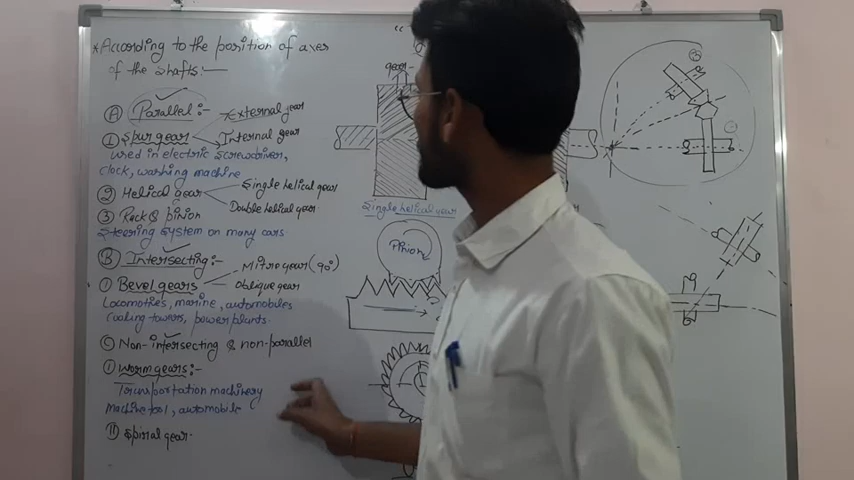 *According to the position of axes
of the shafts:-
(A) Parallel:-
External gear
(1) Spur gear
Internal gear
used in electric screwdriver,
clock, washing machine
(2) Helical gear
Single helical gear
Double helical gear
(3) Rack & pinion
Steering system on many cars
(B) Intersecting:-
Mitre gear (90°)
(1) Bevel gears
Oblique gear
Locomotives, marine, automobiles
Cooling towers, power plants.
(C) Non-intersecting & non-parallel
(I) Worm gears:-
Transportation machinery
Machine tool, automobile
(II) Spiral gear.
gear
Single helical gear
Pinion